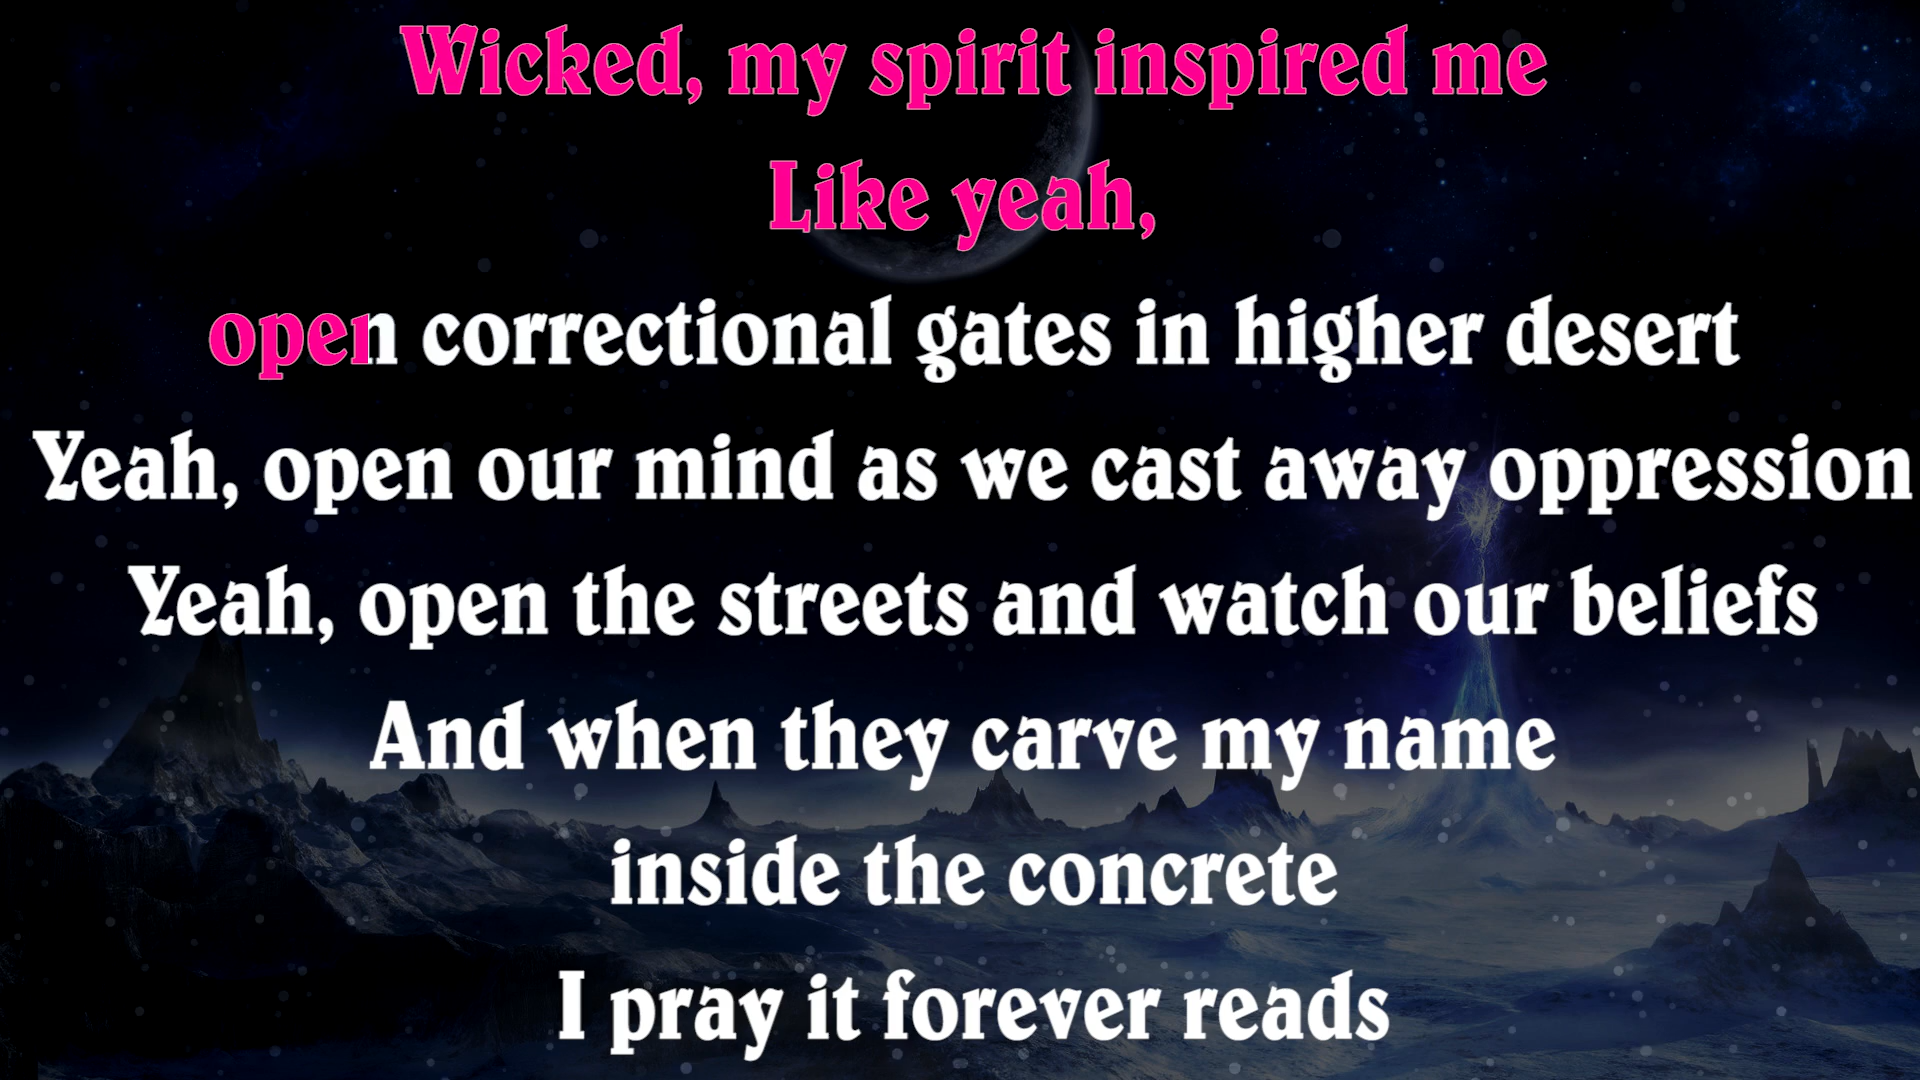 Wicked, my spirit inspired me
Like yeah,
open correctional gates in higher desert
Yeah, open our mind as we cast away oppression
Yeah, open the streets and watch our beliefs
And when they carve my name
inside the concrete
I pray it forever reads